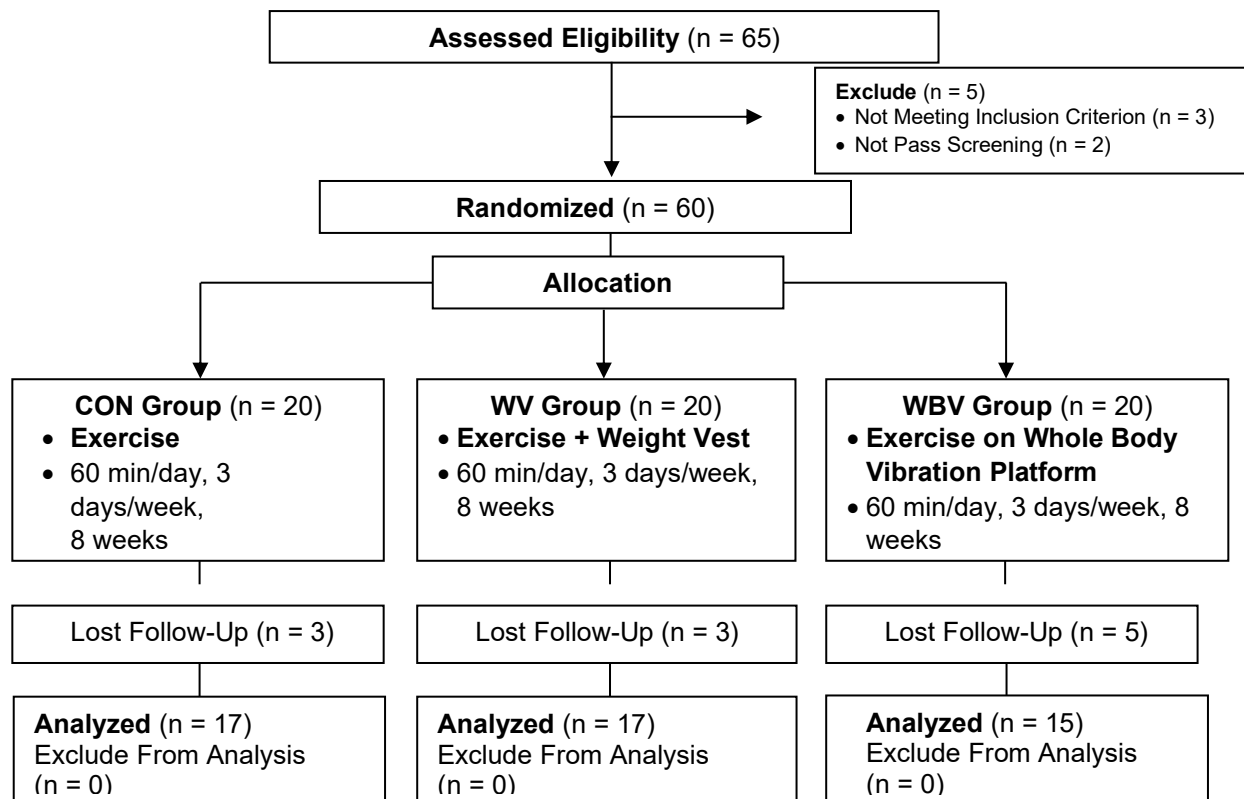 Assessed Eligibility (n = 65)
Exclude (n = 5)
• Not Meeting Inclusion Criterion (n = 3)
• Not Pass Screening (n = 2)
Randomized (n = 60)
Allocation
CON Group (n = 20)
• Exercise
• 60 min/day, 3
days/week,
8 weeks
WV Group (n = 20)
• Exercise + Weight Vest
• 60 min/day, 3 days/week,
8 weeks
WBV Group (n = 20)
• Exercise on Whole Body
Vibration Platform
• 60 min/day, 3 days/week, 8
weeks
Lost Follow-Up (n = 3)
Lost Follow-Up (n = 3)
Lost Follow-Up (n = 5)
Analyzed (n = 17)
Exclude From Analysis
(n = 0)
Analyzed (n = 17)
Exclude From Analysis
(n = 0)
Analyzed (n = 15)
Exclude From Analysis
(n = 0)